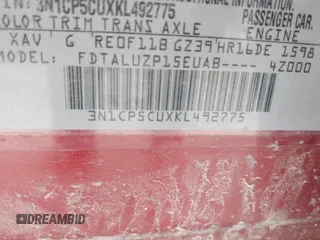 3N1CP5CUXKL492775
PASSENGER CAR
COLOR TRIM TRANS AXLE ENGINE
XAV G RE0F11B GZ39 HR16DE 1598
FDTALUZP15EUAB---- 4Z000
3N1CP5CUXKL492775
DREAMBID